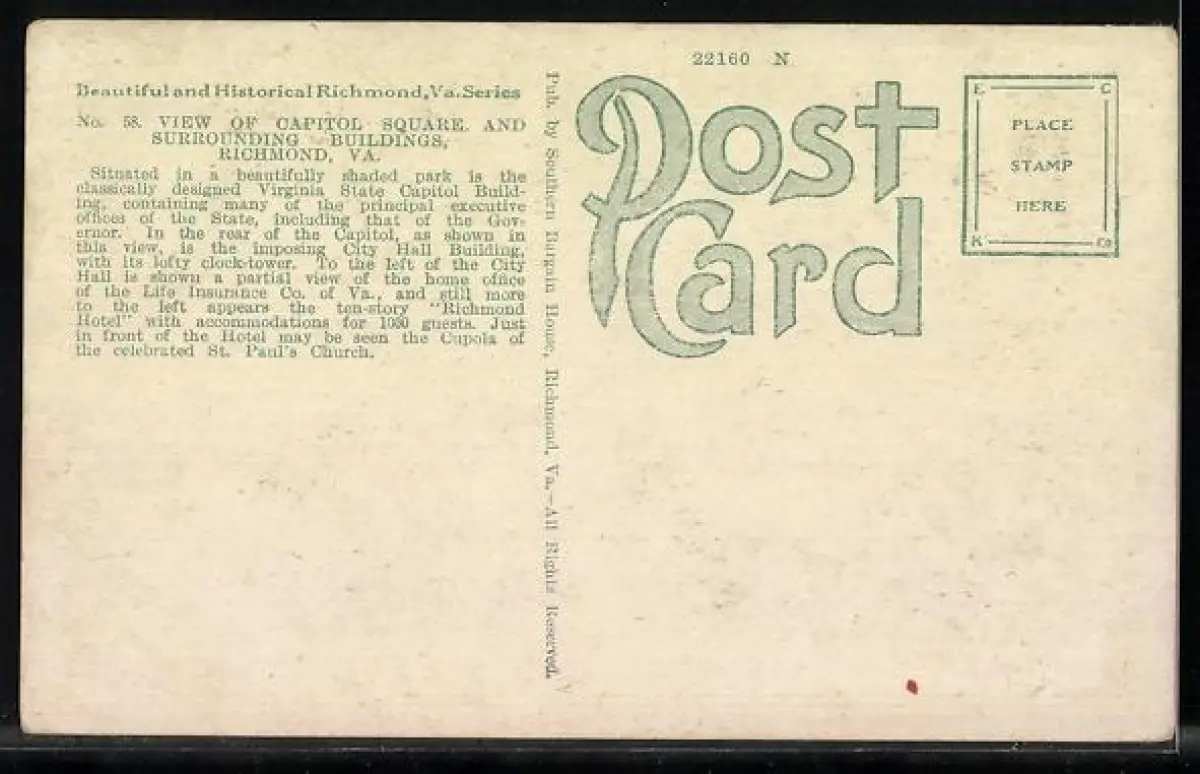 Beautiful and Historical Richmond, Va. Series
No. 58. VIEW OF CAPITOL SQUARE AND
SURROUNDING BUILDINGS,
RICHMOND, VA.
Situated in a beautifully shaded park is the
classically designed Virginia State Capitol Build-
ing, containing many of the principal executive
offices of the State, including that of the Gov-
ernor. In the rear of the Capitol, as shown in
this view, is the imposing City Hall Building,
with its lofty clock-tower. To the left of the City
Hall is shown a partial view of the home office
of the Life Insurance Co. of Va., and still more
to the left appears the ten-story "Richmond
Hotel" with accommodations for 1000 guests. Just
in front of the Hotel may be seen the Cupola of
the celebrated St. Paul's Church.
Pub. by Southern Bargain House, Richmond, Va.—All Rights Reserved.
22160 N
Post
Card
E C
PLACE
STAMP
HERE
K Co